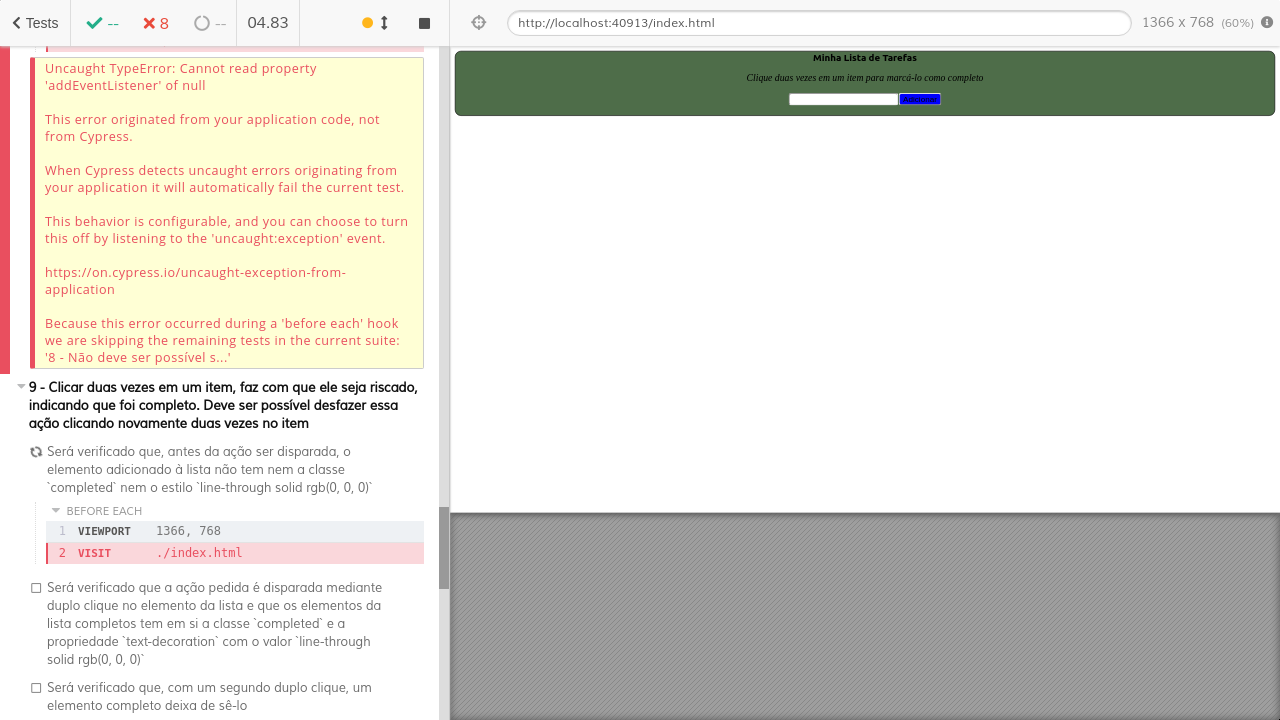 Tests
--
8
--
04.83
http://localhost:40913/index.html
1366 x 768 (60%)
Uncaught TypeError: Cannot read property
'addEventListener' of null
This error originated from your application code, not
from Cypress.
When Cypress detects uncaught errors originating from
your application it will automatically fail the current test.
This behavior is configurable, and you can choose to turn
this off by listening to the 'uncaught:exception' event.
https://on.cypress.io/uncaught-exception-from-
application
Because this error occurred during a 'before each' hook
we are skipping the remaining tests in the current suite:
'8 - Não deve ser possível s...'
9 - Clicar duas vezes em um item, faz com que ele seja riscado,
indicando que foi completo. Deve ser possível desfazer essa
ação clicando novamente duas vezes no item
Será verificado que, antes da ação ser disparada, o
elemento adicionado à lista não tem nem a classe
`completed` nem o estilo `line-through solid rgb(0, 0, 0)`
BEFORE EACH
1 VIEWPORT 1366, 768
2 VISIT ./index.html
Será verificado que a ação pedida é disparada mediante
duplo clique no elemento da lista e que os elementos da
lista completos tem em si a classe `completed` e a
propriedade `text-decoration` com o valor `line-through
solid rgb(0, 0, 0)`
Será verificado que, com um segundo duplo clique, um
elemento completo deixa de sê-lo
Minha Lista de Tarefas
Clique duas vezes em um item para marcá-lo como completo